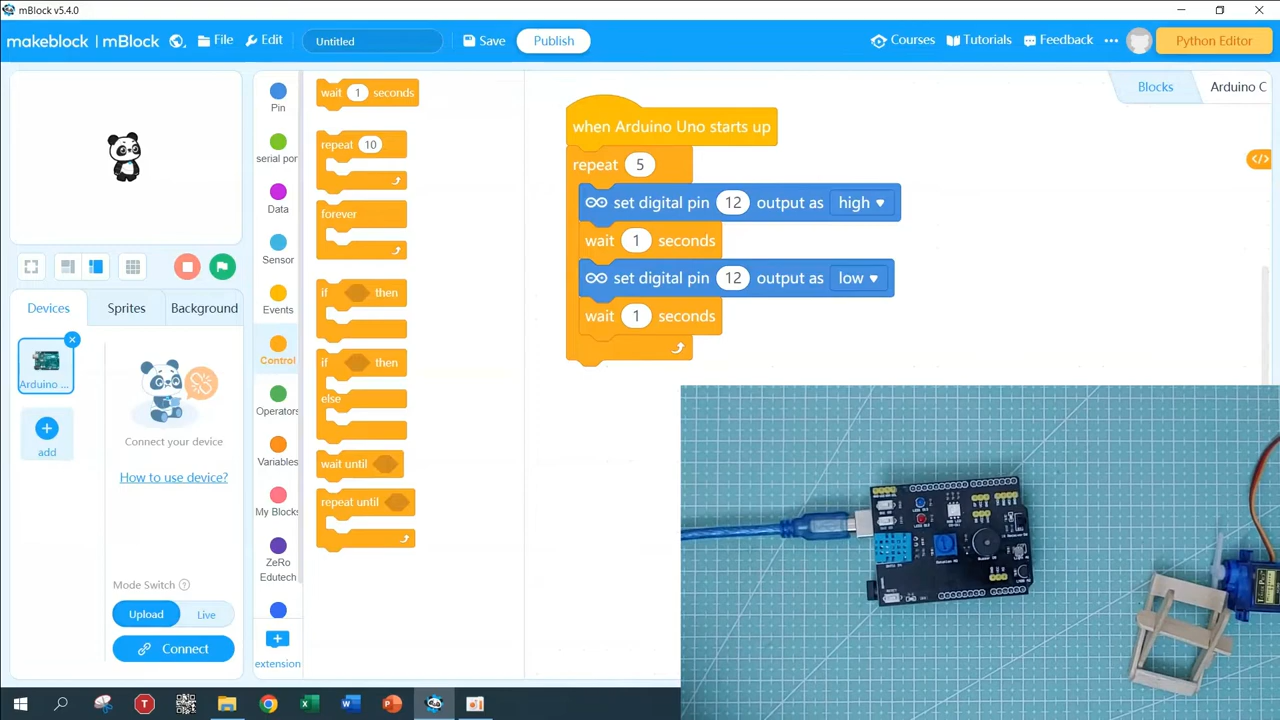 mBlock v5.4.0
makeblock | mBlock
File
Edit
Untitled
Save
Publish
Courses
Tutorials
Feedback
Python Editor
Pin
serial por
Data
Sensor
Events
Control
Operators
Variables
My Blocks
ZeRo
Edutech
extension
wait 1 seconds
repeat 10
forever
if then
if then
else
wait until
repeat until
when Arduino Uno starts up
repeat 5
set digital pin 12 output as high
wait 1 seconds
set digital pin 12 output as low
wait 1 seconds
Blocks
Arduino C
Devices
Sprites
Background
Arduino ...
add
Connect your device
How to use device?
Mode Switch
Upload
Live
Connect